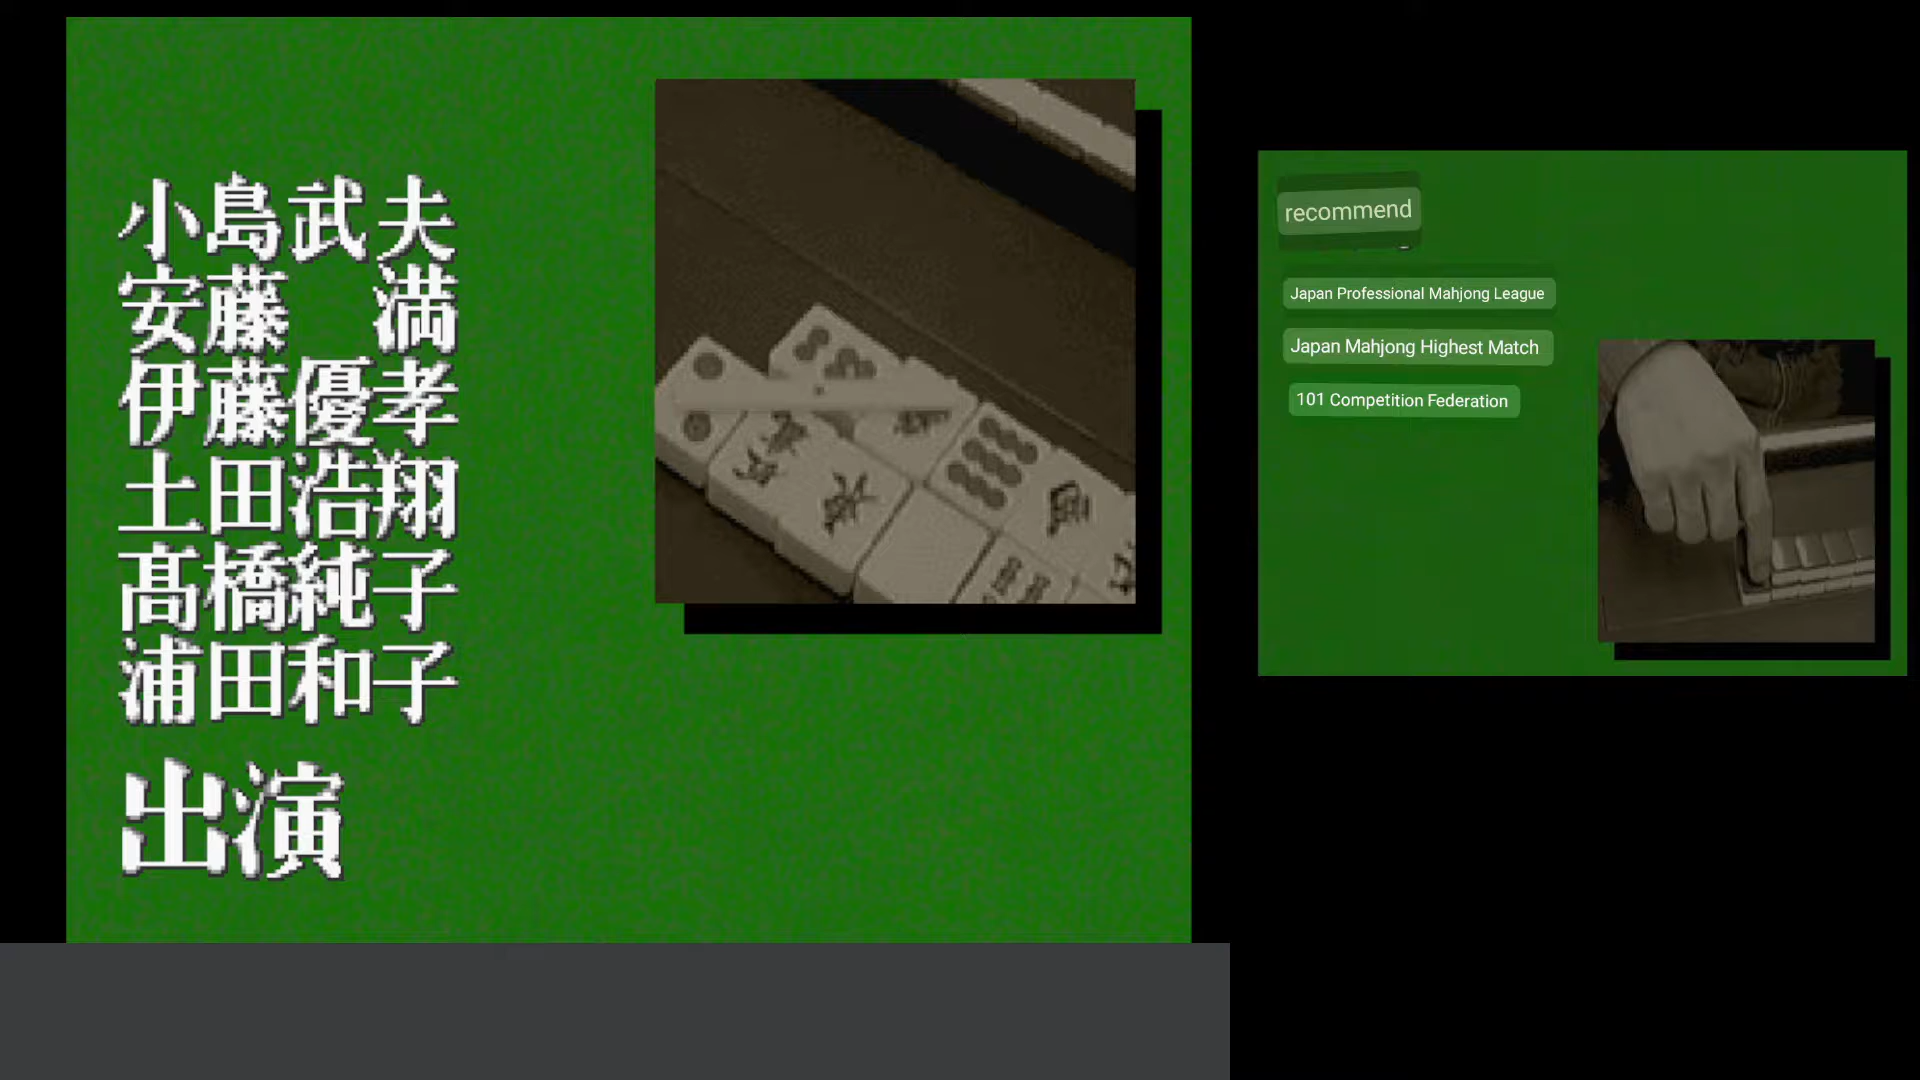 小島武夫
安藤　満
伊藤優孝
土田浩翔
髙橋純子
浦田和子
出演
recommend
Japan Professional Mahjong League
Japan Mahjong Highest Match
101 Competition Federation